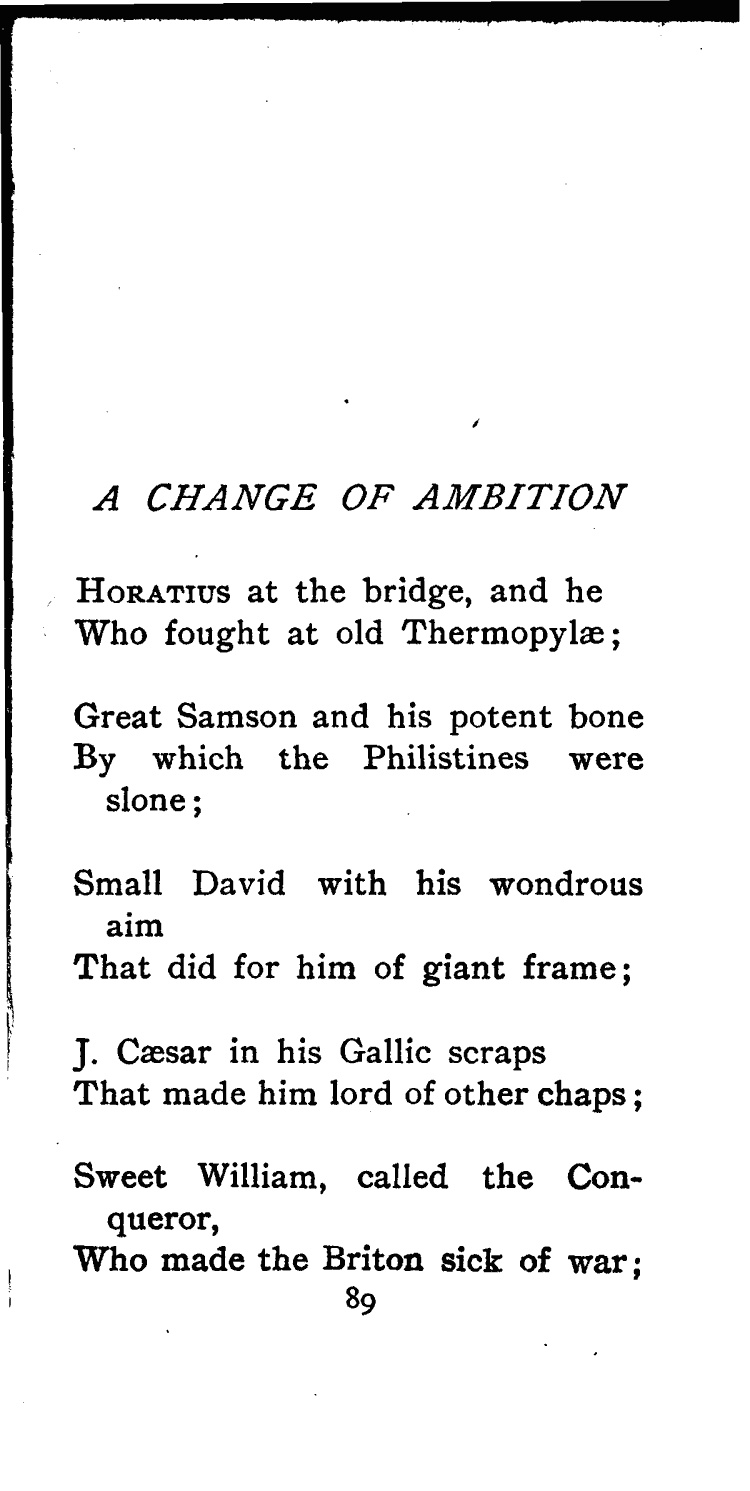 A CHANGE OF AMBITION
HORATIUS at the bridge, and he
Who fought at old Thermopylæ;
Great Samson and his potent bone
By which the Philistines were
slone;
Small David with his wondrous
aim
That did for him of giant frame;
J. Cæsar in his Gallic scraps
That made him lord of other chaps;
Sweet William, called the Con-
queror,
Who made the Briton sick of war;
89